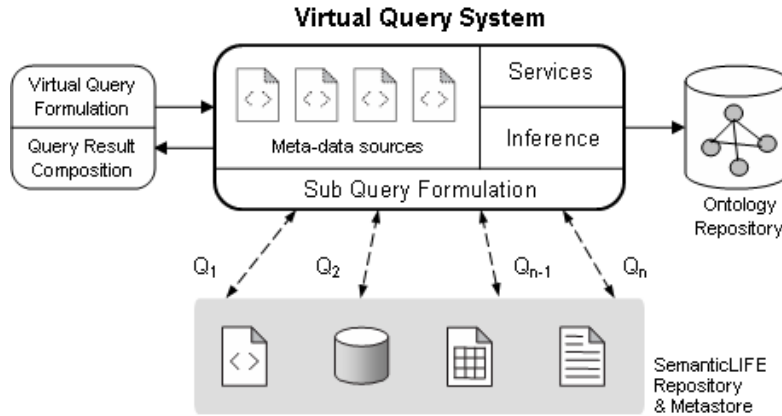 Virtual Query System
Virtual Query
Formulation
Query Result
Composition
< >
< >
< >
< >
Meta-data sources
Services
Inference
Sub Query Formulation
Ontology
Repository
Q1
Q2
Qn-1
Qn
< >
SemanticLIFE
Repository
& Metastore